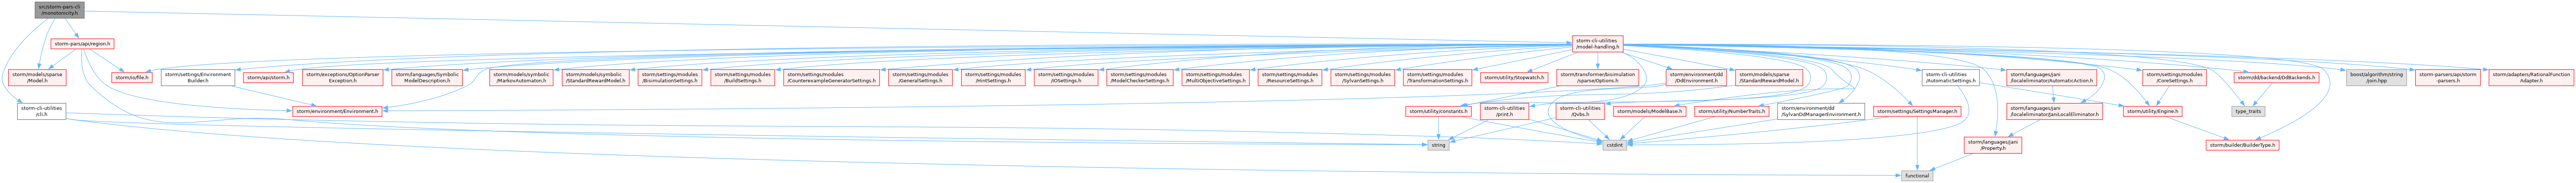 src/storm-pars-cli
/monotonicity.h
storm-pars/api/region.h
storm-cli-utilities
/model-handling.h
storm/models/sparse
/Model.h
storm/io/file.h
storm/settings/Environment
Builder.h
storm/api/storm.h
storm/exceptions/OptionParser
Exception.h
storm/languages/Symbolic
ModelDescription.h
storm/models/symbolic
/MarkovAutomaton.h
storm/models/symbolic
/StandardRewardModel.h
storm/settings/modules
/BisimulationSettings.h
storm/settings/modules
/BuildSettings.h
storm/settings/modules
/CounterexampleGeneratorSettings.h
storm/settings/modules
/GeneralSettings.h
storm/settings/modules
/HintSettings.h
storm/settings/modules
/IOSettings.h
storm/settings/modules
/ModelCheckerSettings.h
storm/settings/modules
/MultiObjectiveSettings.h
storm/settings/modules
/ResourceSettings.h
storm/settings/modules
/SylvanSettings.h
storm/settings/modules
/TransformationSettings.h
storm/utility/Stopwatch.h
storm/transformer/bisimulation
/sparse/Options.h
storm/environment/dd
/DdEnvironment.h
storm/models/sparse
/StandardRewardModel.h
storm-cli-utilities
/AutomaticSettings.h
storm/languages/jani
/localeliminator/AutomaticAction.h
storm/settings/modules
/CoreSettings.h
storm/dd/backend/DdBackends.h
boost/algorithm/string
/join.hpp
storm-parsers/api/storm
-parsers.h
storm/adapters/RationalFunction
Adapter.h
storm-cli-utilities
/cli.h
storm/environment/Environment.h
storm/utility/constants.h
storm-cli-utilities
/print.h
storm-cli-utilities
/Qvbs.h
storm/models/ModelBase.h
storm/utility/NumberTraits.h
storm/environment/dd
/SylvanDdManagerEnvironment.h
storm/settings/SettingsManager.h
storm/languages/jani
/localeliminator/JaniLocalEliminator.h
storm/utility/Engine.h
type_traits
string
cstdint
storm/languages/jani
/Property.h
storm/builder/BuilderType.h
functional